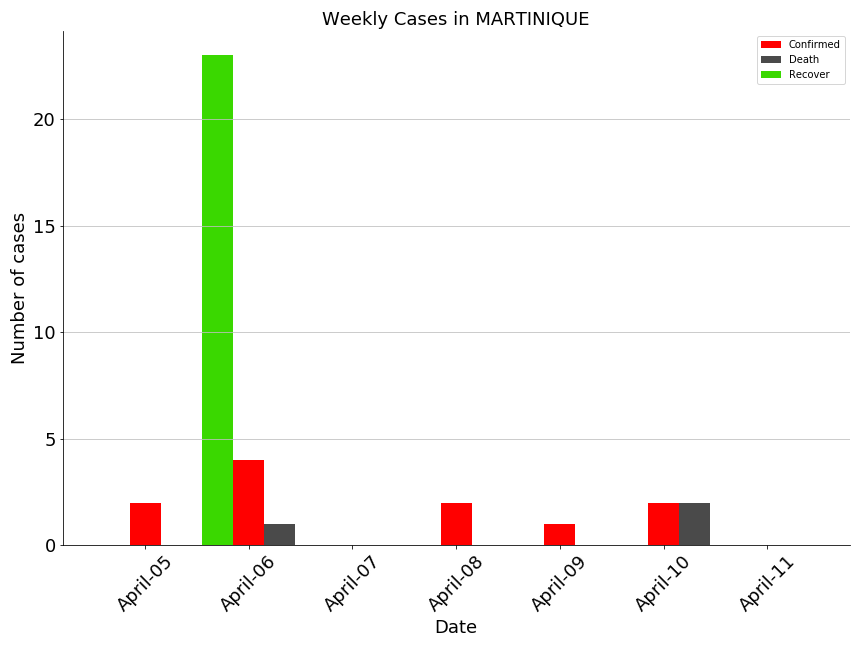 Weekly Cases in MARTINIQUE
Confirmed
Death
Recover
Number of cases
20
15
10
5
0
April-05
April-06
April-07
April-08
April-09
April-10
April-11
Date